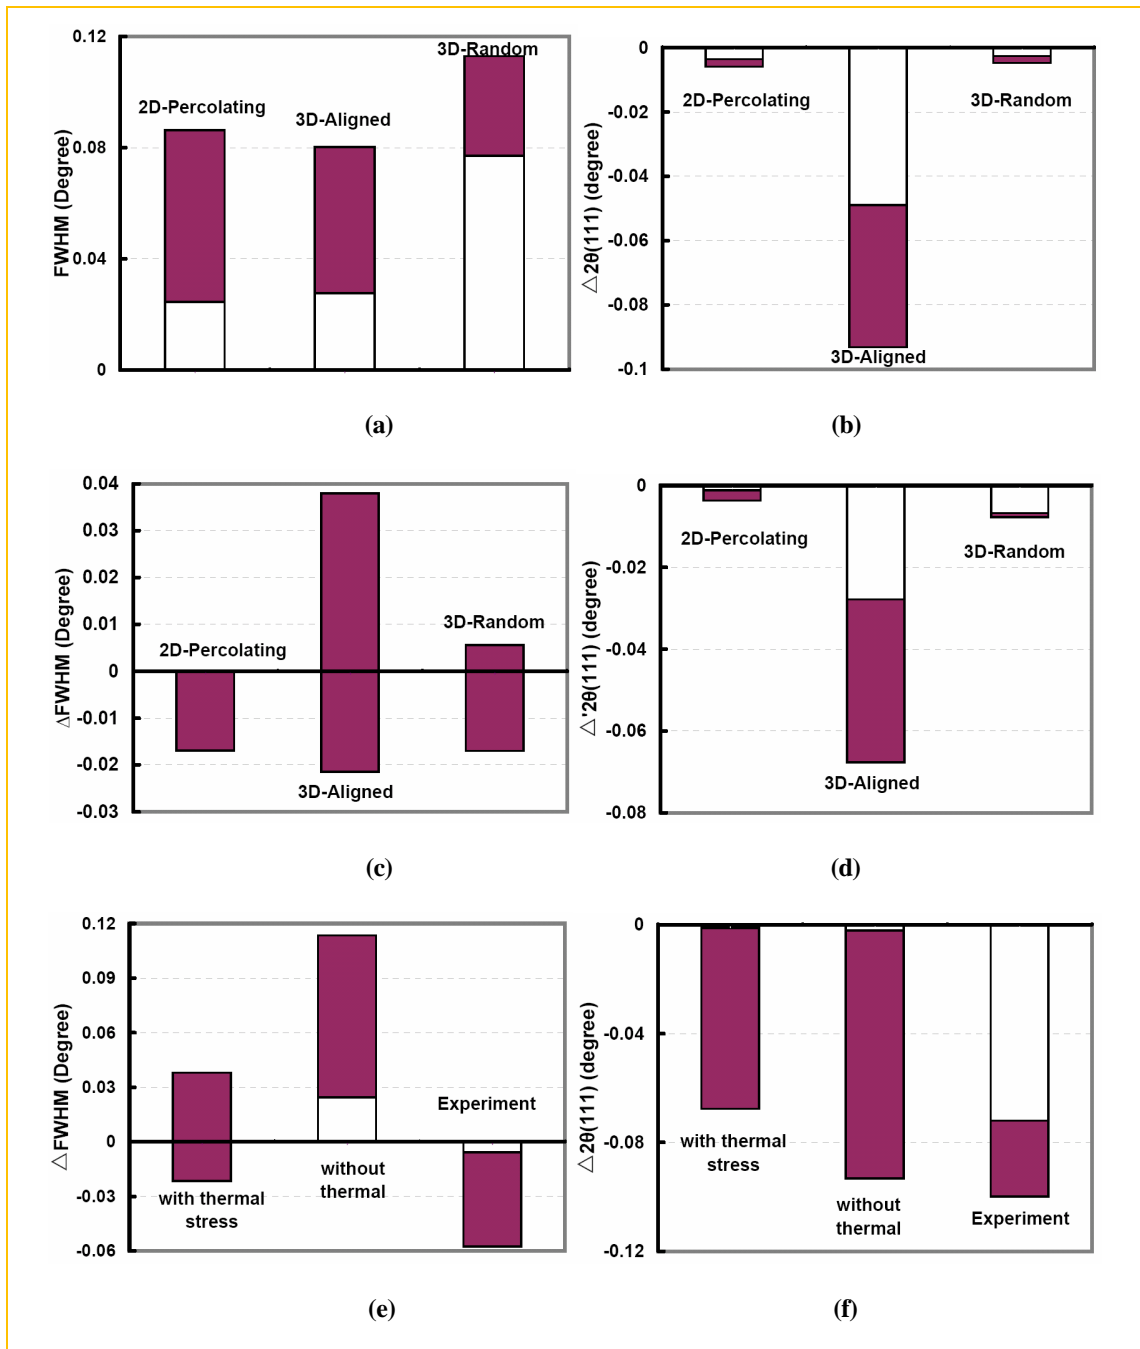 0.12
0.08
0.04
0
FWHM (Degree)
2D-Percolating
3D-Aligned
3D-Random
(a)
0
-0.02
-0.04
-0.06
-0.08
-0.1
△2θ(111) (degree)
2D-Percolating
3D-Random
3D-Aligned
(b)
0.04
0.03
0.02
0.01
0
-0.01
-0.02
-0.03
ΔFWHM (Degree)
2D-Percolating
3D-Random
3D-Aligned
(c)
0
-0.02
-0.04
-0.06
-0.08
△'2θ(111) (degree)
2D-Percolating
3D-Random
3D-Aligned
(d)
0.12
0.09
0.06
0.03
0
-0.03
-0.06
△FWHM (Degree)
Experiment
without
thermal
with thermal
stress
(e)
0
-0.04
-0.08
-0.12
△2θ(111) (degree)
with thermal
stress
without
thermal
Experiment
(f)